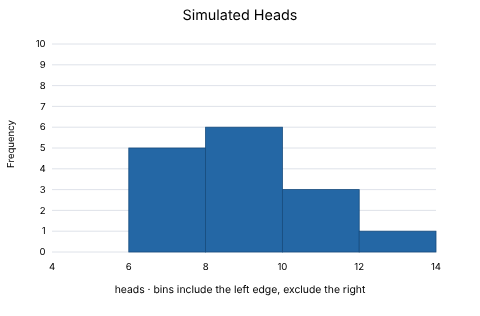 Simulated Heads
10
9
8
7
6
5
4
3
2
1
0
Frequency
4 6 8 10 12 14
heads · bins include the left edge, exclude the right